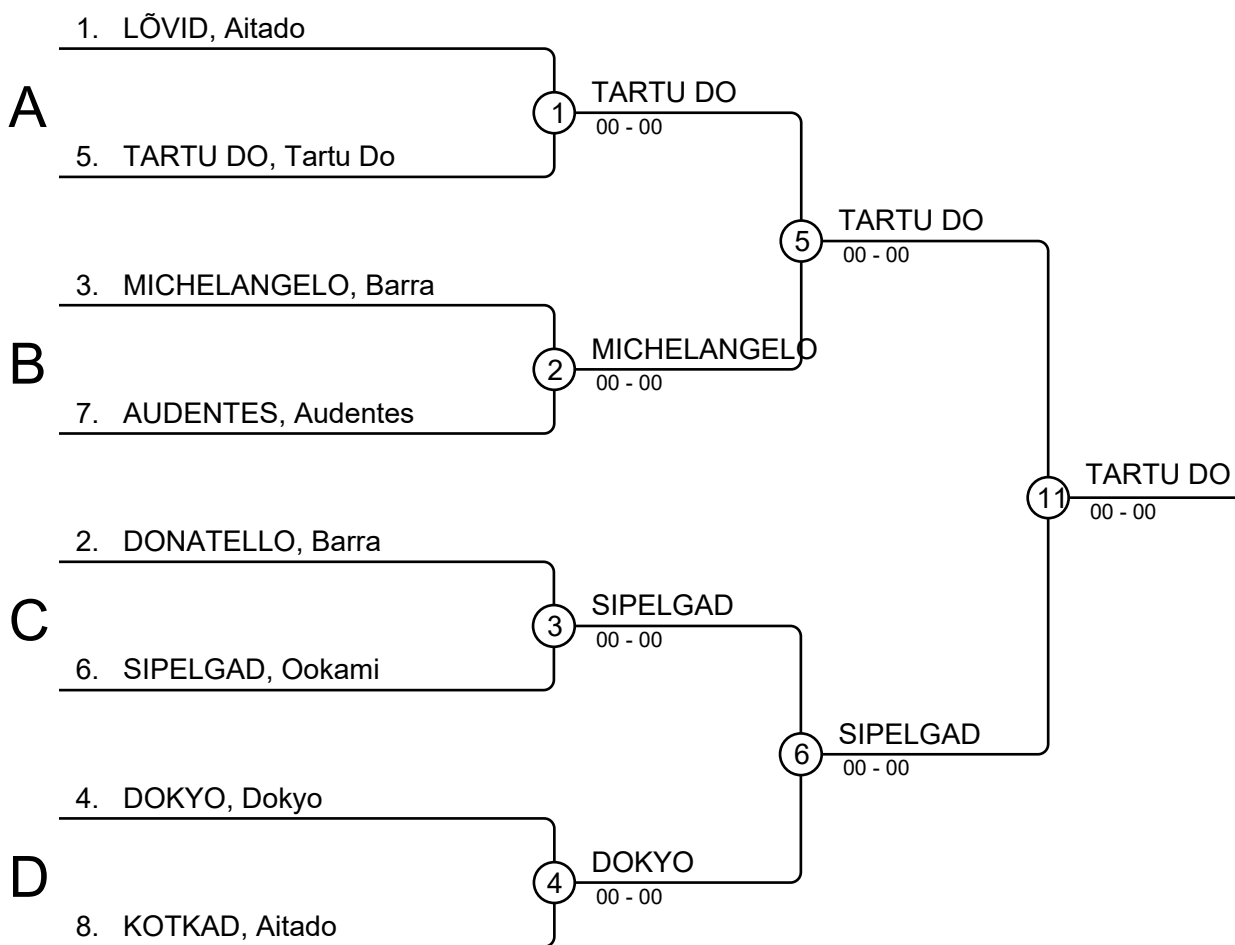 1. LÕVID, Aitado
A
1
TARTU DO
00 - 00
5. TARTU DO, Tartu Do
5
TARTU DO
00 - 00
3. MICHELANGELO, Barra
B
2
MICHELANGELO
00 - 00
7. AUDENTES, Audentes
11
TARTU DO
00 - 00
2. DONATELLO, Barra
C
3
SIPELGAD
00 - 00
6. SIPELGAD, Ookami
6
SIPELGAD
00 - 00
4. DOKYO, Dokyo
D
4
DOKYO
00 - 00
8. KOTKAD, Aitado